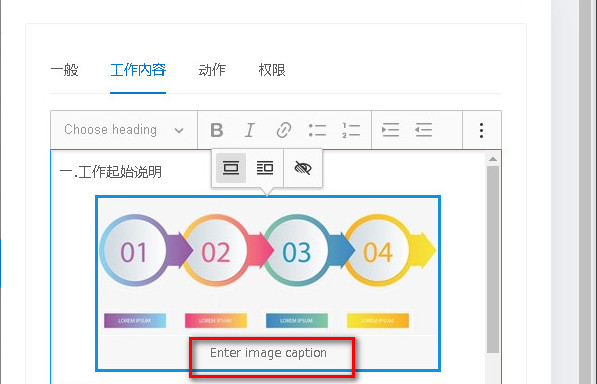 一般 工作内容 动作 权限
Choose heading B I
一.工作起始说明
01 02 03 04
LOREM IPSUM LOREM IPSUM LOREM IPSUM LOREM IPSUM
Enter image caption